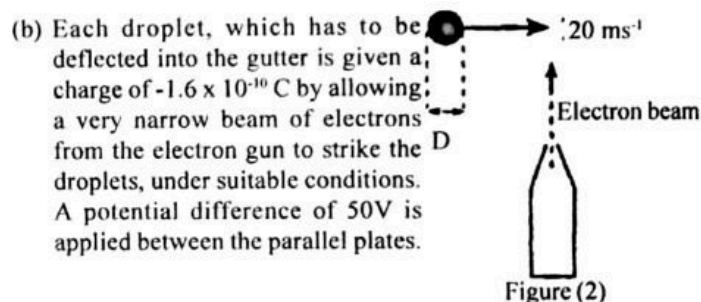 (b) Each droplet, which has to be
deflected into the gutter is given a
charge of -1.6 x 10⁻¹⁰ C by allowing
a very narrow beam of electrons
from the electron gun to strike the
droplets, under suitable conditions.
A potential difference of 50V is
applied between the parallel plates.
20 ms⁻¹
Electron beam
D
Figure (2)